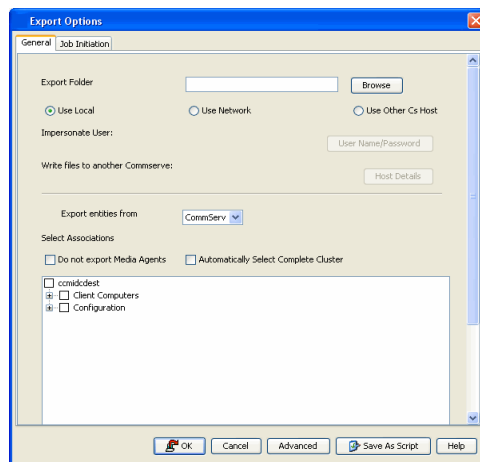 Export Options
General Job Initiation
Export Folder Browse
Use Local Use Network Use Other Cs Host
Impersonate User:
User Name/Password
Write files to another Commserve:
Host Details
Export entities from CommServ
Select Associations
Do not export Media Agents Automatically Select Complete Cluster
ccmidcdest
Client Computers
Configuration
OK Cancel Advanced Save As Script Help